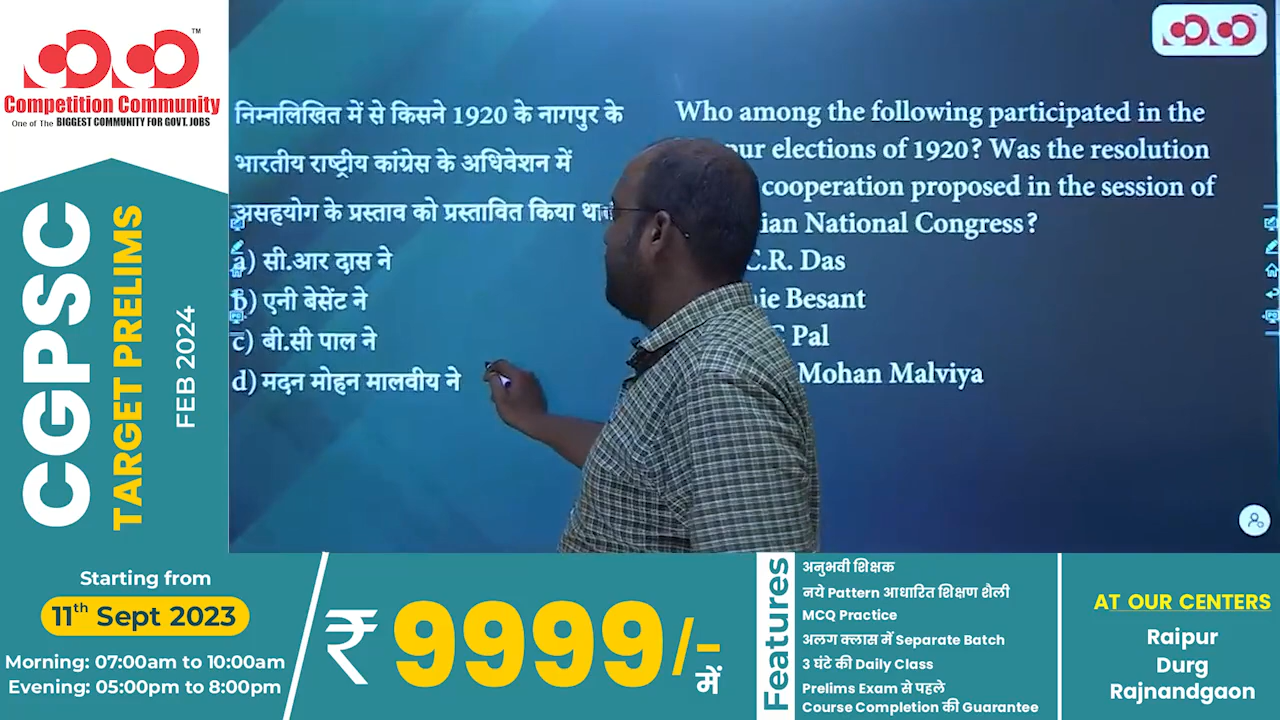 Competition Community
One of The BIGGEST COMMUNITY FOR GOVT. JOBS
TM
CGPSC
TARGET PRELIMS
FEB 2024
निम्नलिखित में से किसने 1920 के नागपुर के
भारतीय राष्ट्रीय कांग्रेस के अधिवेशन में
असहयोग के प्रस्ताव को प्रस्तावित किया था
a) सी.आर दास ने
b) एनी बेसेंट ने
c) बी.सी पाल ने
d) मदन मोहन मालवीय ने
Who among the following participated in the
elections of 1920? Was the resolution
cooperation proposed in the session of
National Congress?
C.R. Das
Besant
Pal
Mohan Malviya
Starting from
11th Sept 2023
Morning: 07:00am to 10:00am
Evening: 05:00pm to 8:00pm
₹ 9999/- में
Features
अनुभवी शिक्षक
नये Pattern आधारित शिक्षण शैली
MCQ Practice
अलग क्लास में Separate Batch
3 घंटे की Daily Class
Prelims Exam से पहले
Course Completion की Guarantee
AT OUR CENTERS
Raipur
Durg
Rajnandgaon